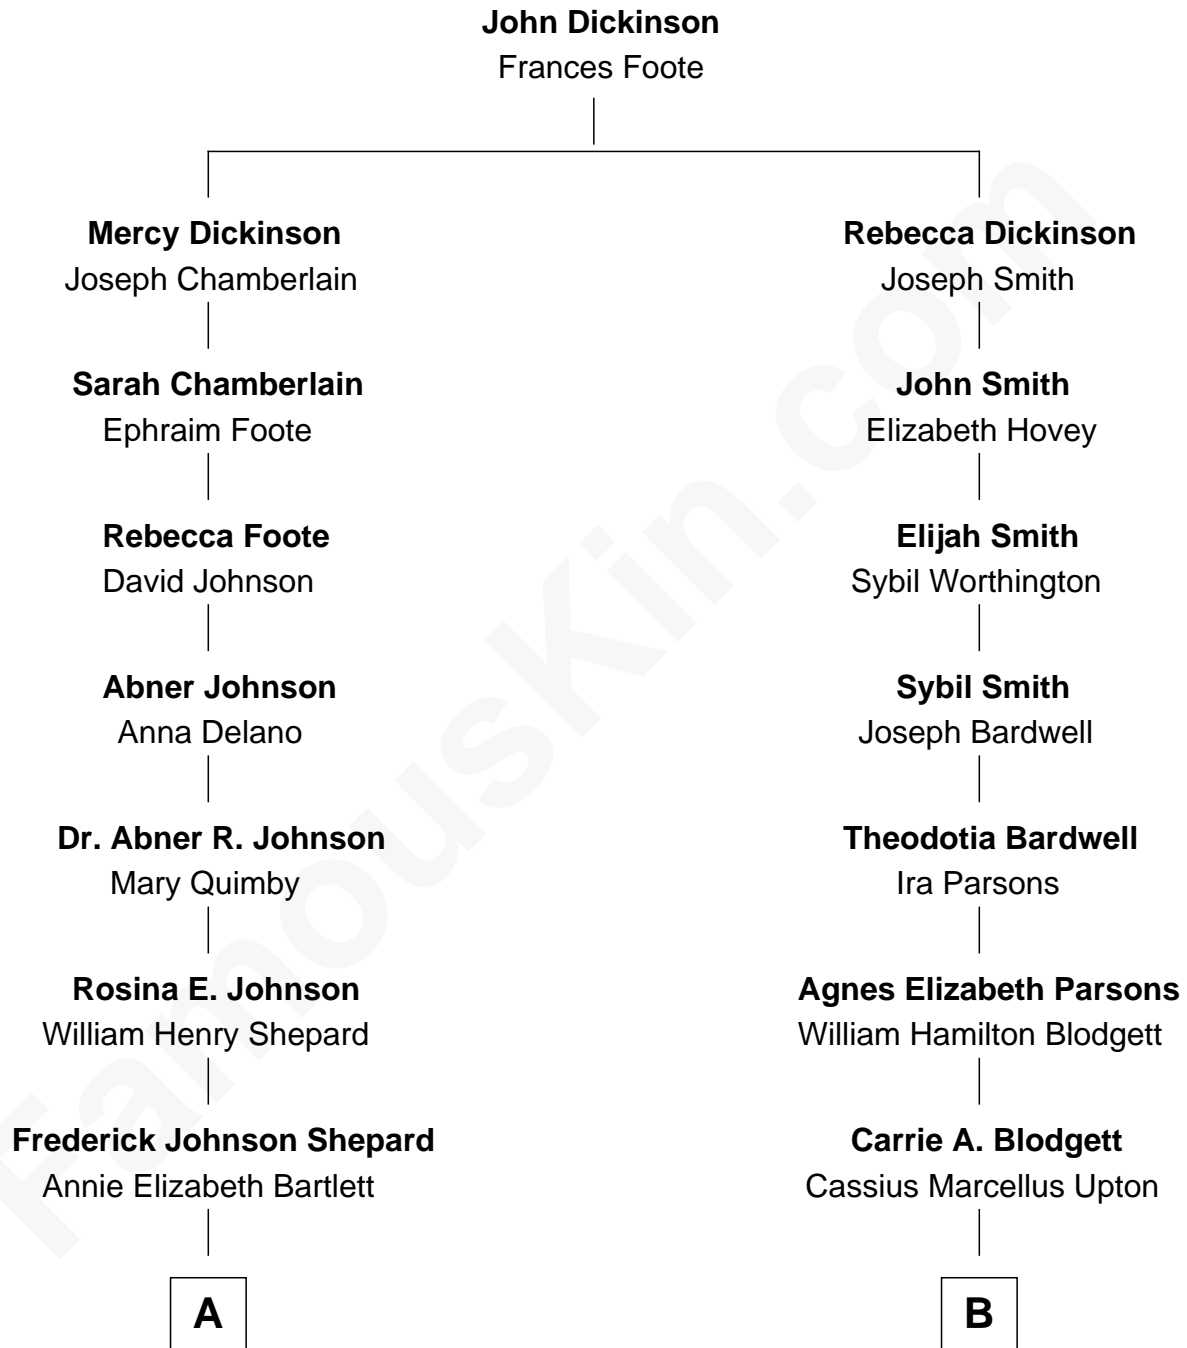 John Dickinson
Frances Foote
Mercy Dickinson
Joseph Chamberlain
Rebecca Dickinson
Joseph Smith
Sarah Chamberlain
Ephraim Foote
John Smith
Elizabeth Hovey
Rebecca Foote
David Johnson
Elijah Smith
Sybil Worthington
Abner Johnson
Anna Delano
Sybil Smith
Joseph Bardwell
Dr. Abner R. Johnson
Mary Quimby
Theodotia Bardwell
Ira Parsons
Rosina E. Johnson
William Henry Shepard
Agnes Elizabeth Parsons
William Hamilton Blodgett
Frederick Johnson Shepard
Annie Elizabeth Bartlett
Carrie A. Blodgett
Cassius Marcellus Upton
A
B
FamousKin.com